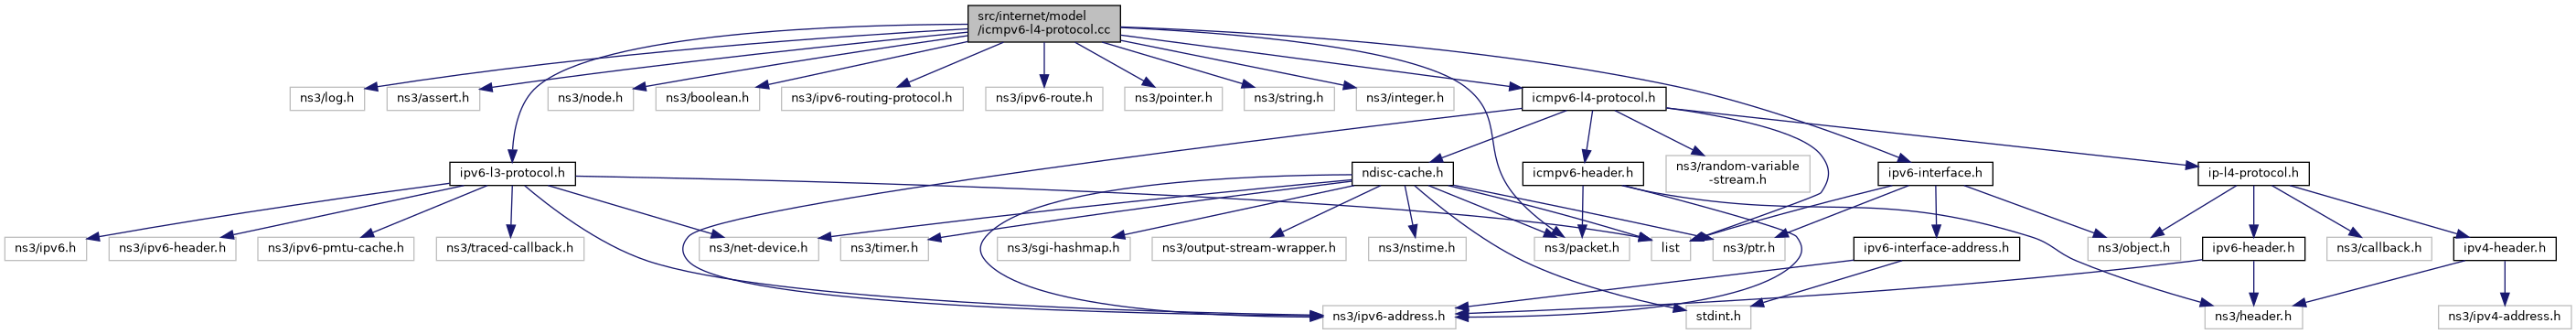 src/internet/model
/icmpv6-l4-protocol.cc
ns3/log.h
ns3/assert.h
ns3/node.h
ns3/boolean.h
ns3/ipv6-routing-protocol.h
ns3/ipv6-route.h
ns3/pointer.h
ns3/string.h
ns3/integer.h
icmpv6-l4-protocol.h
ipv6-l3-protocol.h
ndisc-cache.h
icmpv6-header.h
ns3/random-variable
-stream.h
ipv6-interface.h
ip-l4-protocol.h
ns3/ipv6.h
ns3/ipv6-header.h
ns3/ipv6-pmtu-cache.h
ns3/traced-callback.h
ns3/net-device.h
ns3/timer.h
ns3/sgi-hashmap.h
ns3/output-stream-wrapper.h
ns3/nstime.h
ns3/packet.h
list
ns3/ptr.h
ipv6-interface-address.h
ns3/object.h
ipv6-header.h
ns3/callback.h
ipv4-header.h
ns3/ipv6-address.h
stdint.h
ns3/header.h
ns3/ipv4-address.h